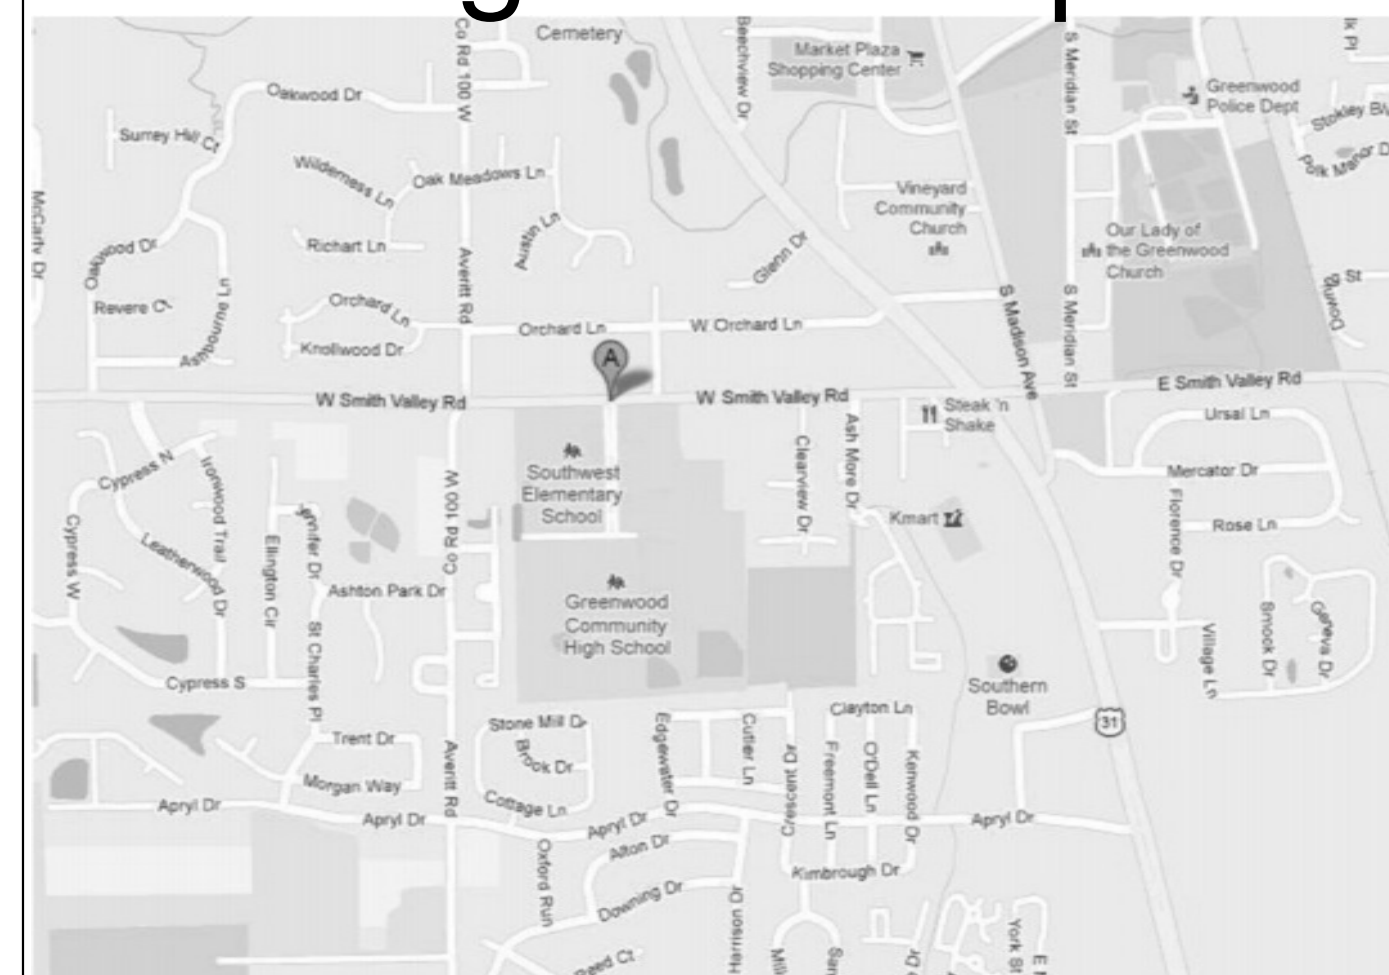 Cemetery
Co Rd 100 W
Beechview Dr
Market Plaza
Shopping Center
S Meridian St
Greenwood
Police Dept
Oakwood Dr
Surrey Hill Ct
Wilderness Ln
Oak Meadows Ln
Polk Manor D
McCarty Dr
Vineyard
Community
Church
Our Lady of
the Greenwood
Church
Oakwood Dr
Richart Ln
Averitt Rd
Austin Ln
Glenn Dr
Revere Ct
Ashbourne Ln
Orchard Ln
Orchard Ln
W Orchard Ln
Knollwood Dr
S Madison Ave
S Meridian St
St
A
W Smith Valley Rd
W Smith Valley Rd
E Smith Valley Rd
Steak 'n
Shake
Ursal Ln
Cypress N
Ironwood Trail
Southwest
Elementary
School
Clearview Dr
Ash More Dr
Mercator Dr
Kmart
Florence Dr
Rose Ln
Cypress W
Leatherwood Dr
Ellington Cir
Jennifer Dr
Co Rd 100 W
Ashton Park Dr
Greenwood
Community
High School
St Charles Pl
Village Ln
Smock Dr
Geneva Dr
Cypress S
Southern
Bowl
31
Stone Mill Dr
Clayton Ln
Trent Dr
Brook Dr
Edgewater Dr
Cutler Ln
Crescent Dr
Freemont Ln
O'Dell Ln
Kenwood Dr
Morgan Way
Averitt Rd
Cottage Ln
Apryl Dr
Apryl Dr
Apryl Dr
Apryl Dr
Alton Dr
Kimbrough Dr
Oxford Run
Downing Dr
Harrison Dr
York St
Reed Ct